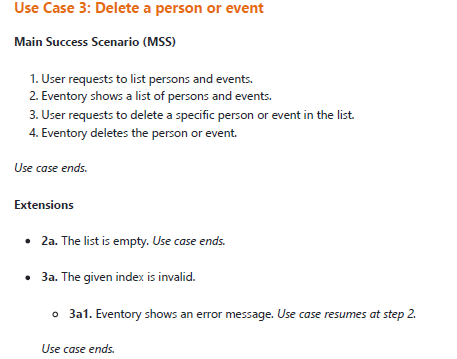 Use Case 3: Delete a person or event
Main Success Scenario (MSS)
1. User requests to list persons and events.
2. Eventory shows a list of persons and events.
3. User requests to delete a specific person or event in the list.
4. Eventory deletes the person or event.
Use case ends.
Extensions
• 2a. The list is empty. Use case ends.
• 3a. The given index is invalid.
○ 3a1. Eventory shows an error message. Use case resumes at step 2.
Use case ends.